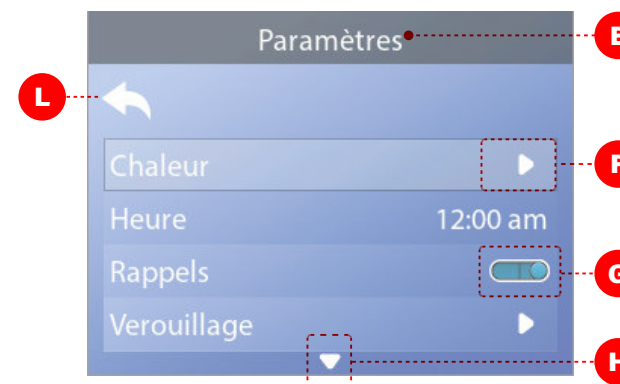 Paramètres
L
Chaleur
Heure 12:00 am
Rappels
Verouillage